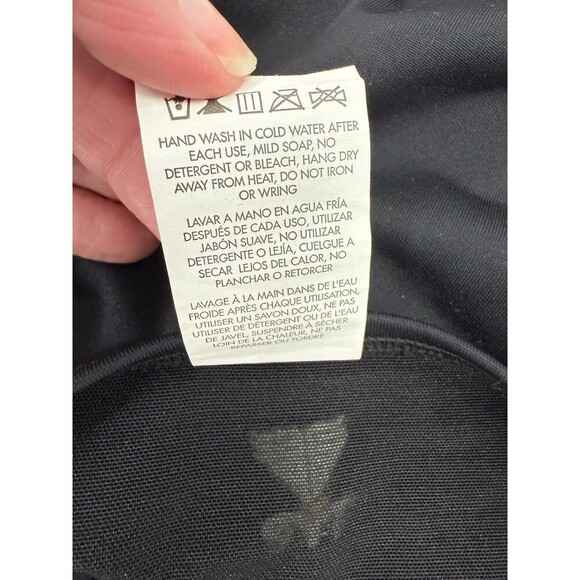 HAND WASH IN COLD WATER AFTER
EACH USE, MILD SOAP, NO
DETERGENT OR BLEACH, HANG DRY
AWAY FROM HEAT, DO NOT IRON
OR WRING
LAVAR A MANO EN AGUA FRÍA
DESPUÉS DE CADA USO, UTILIZAR
JABÓN SUAVE, NO UTILIZAR
DETERGENTE O LEJÍA, CUELGUE A
SECAR LEJOS DEL CALOR, NO
PLANCHAR O RETORCER
LAVAGE À LA MAIN DANS DE L'EAU
FROIDE APRÈS CHAQUE UTILISATION,
UTILISER UN SAVON DOUX, NE PAS
UTILISER DE DÉTERGENT OU DE L'EAU
DE JAVEL, SUSPENDRE À SÉCHER
LOIN DE LA CHALEUR, NE PAS
REPASSER OU TORDRE